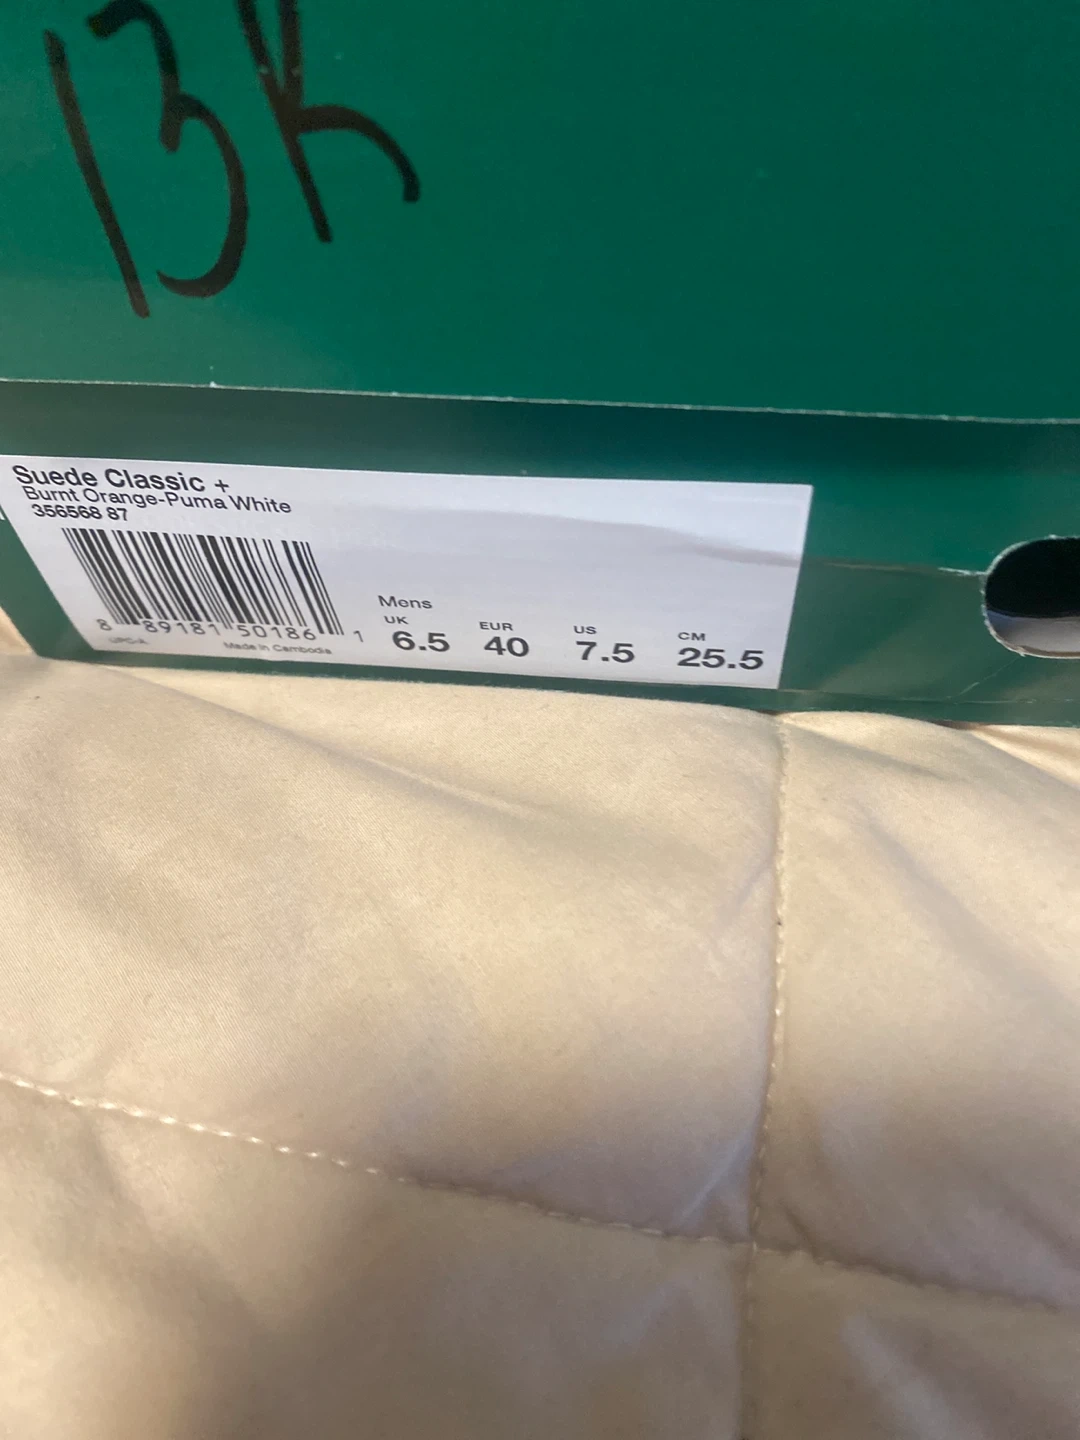 13K
Suede Classic +
Burnt Orange-Puma White
356568 87
8 89181 50186 1
UPC-A
Made in Cambodia
Mens
UK EUR US CM
6.5 40 7.5 25.5